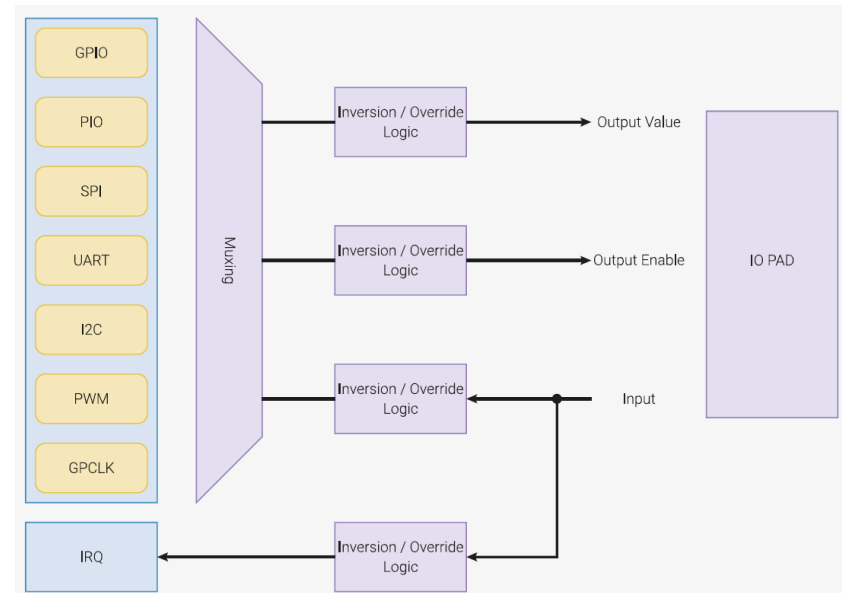 GPIO
PIO
SPI
UART
I2C
PWM
GPCLK
IRQ
Muxing
Inversion / Override
Logic
Output Value
Inversion / Override
Logic
Output Enable
Inversion / Override
Logic
Input
Inversion / Override
Logic
IO PAD